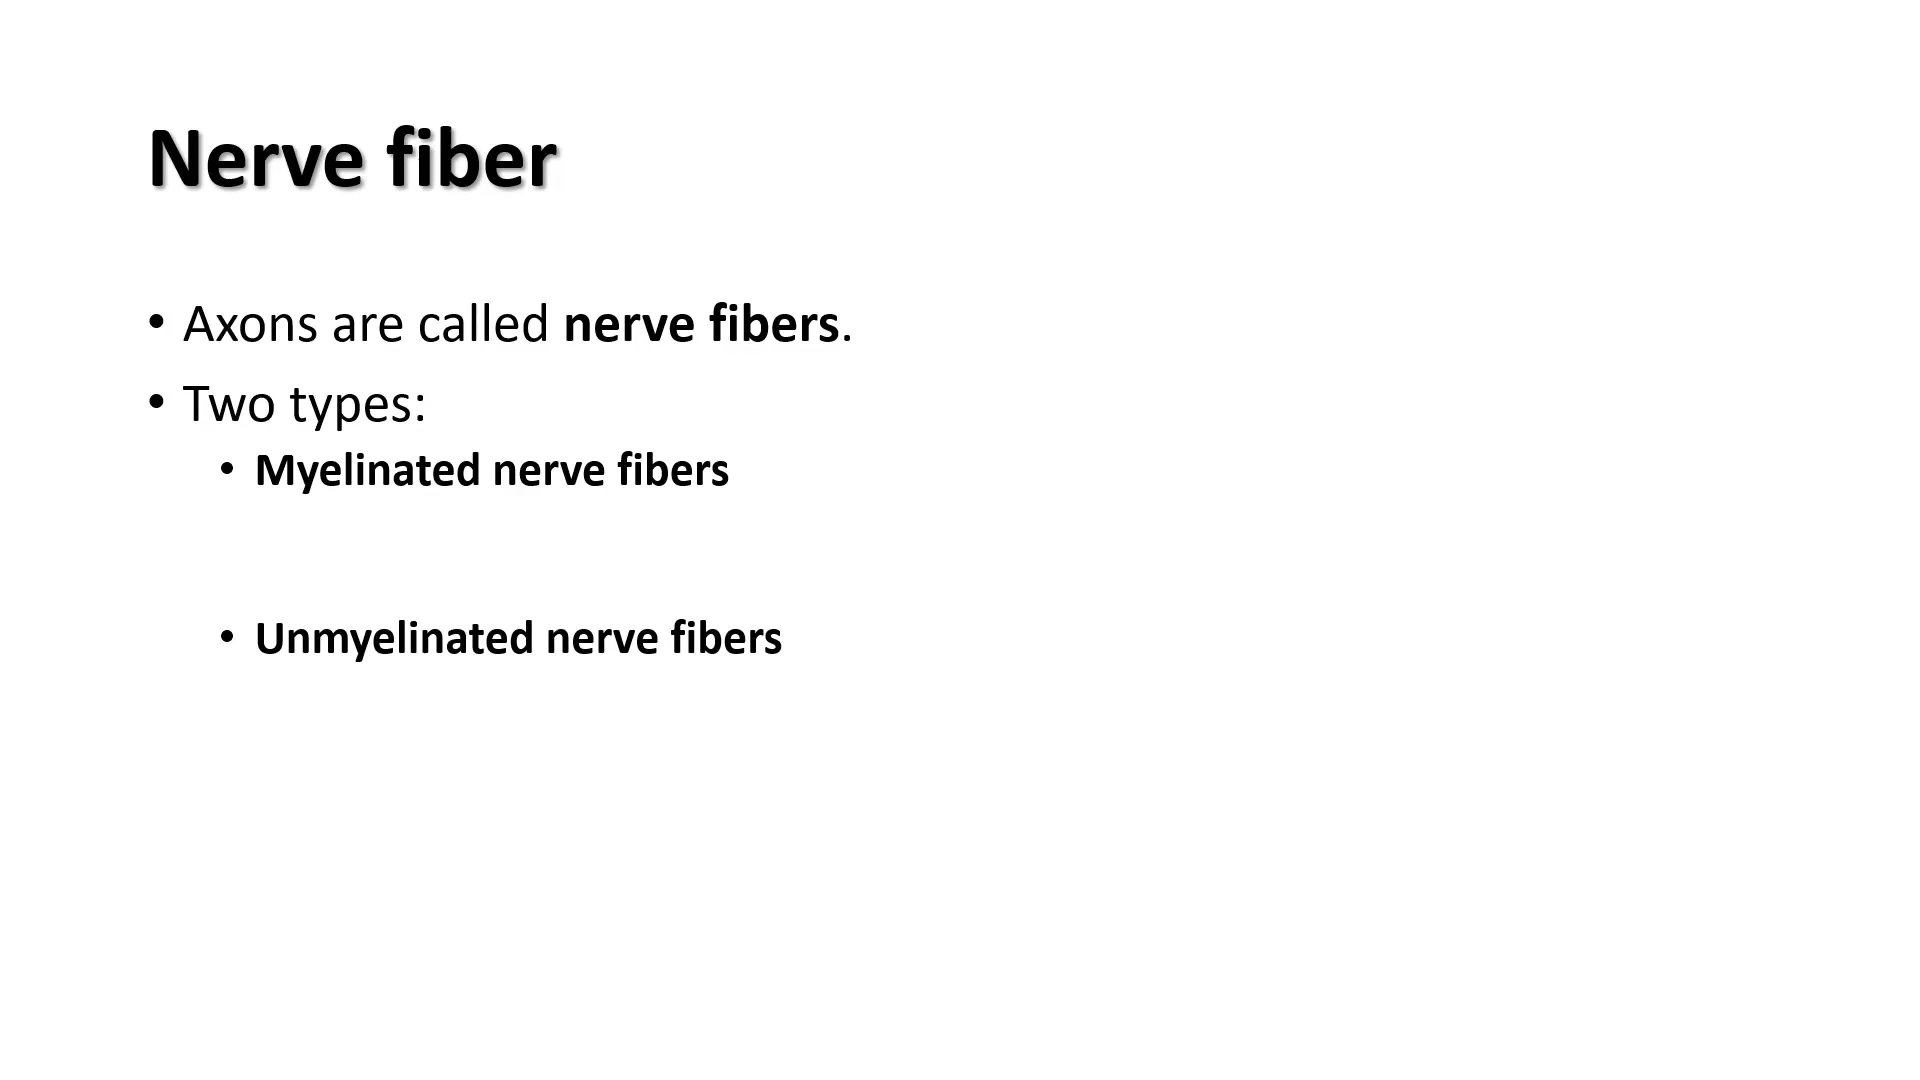 Nerve fiber
• Axons are called nerve fibers.
• Two types:
• Myelinated nerve fibers
• Unmyelinated nerve fibers